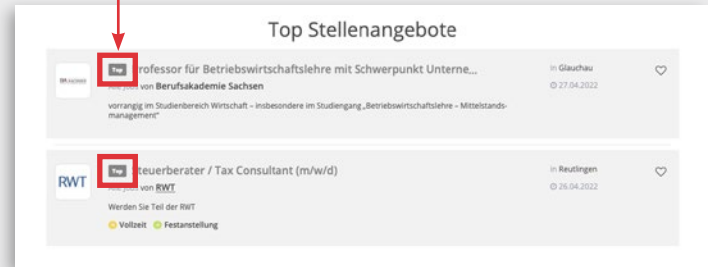 Top Stellenangebote
Top Professor für Betriebswirtschaftslehre mit Schwerpunkt Unterne...
in Glauchau
von Berufsakademie Sachsen
27.04.2022
vorrangig im Studienbereich Wirtschaft – insbesondere im Studiengang „Betriebswirtschaftslehre – Mittelstands-
management"
Top Steuerberater / Tax Consultant (m/w/d)
in Reutlingen
RWT
von RWT
26.04.2022
Werden Sie Teil der RWT
Vollzeit Festanstellung